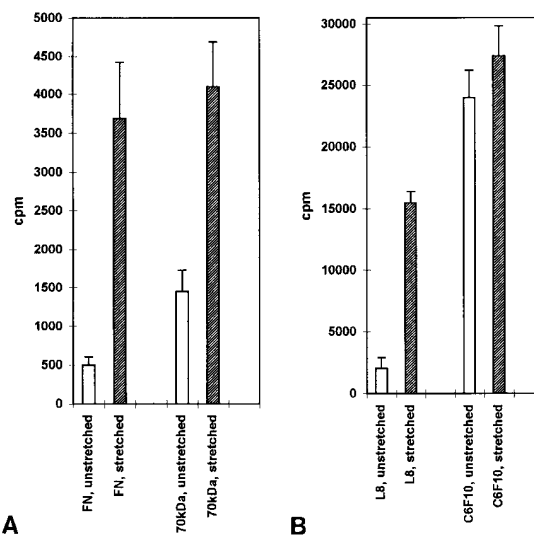 5000
4500
4000
3500
3000
2500
2000
1500
1000
500
0
cpm
FN, unstretched
FN, stretched
70kDa, unstretched
70kDa, stretched
A
30000
25000
20000
15000
10000
5000
0
cpm
L8, unstretched
L8, stretched
C6F10, unstretched
C6F10, stretched
B